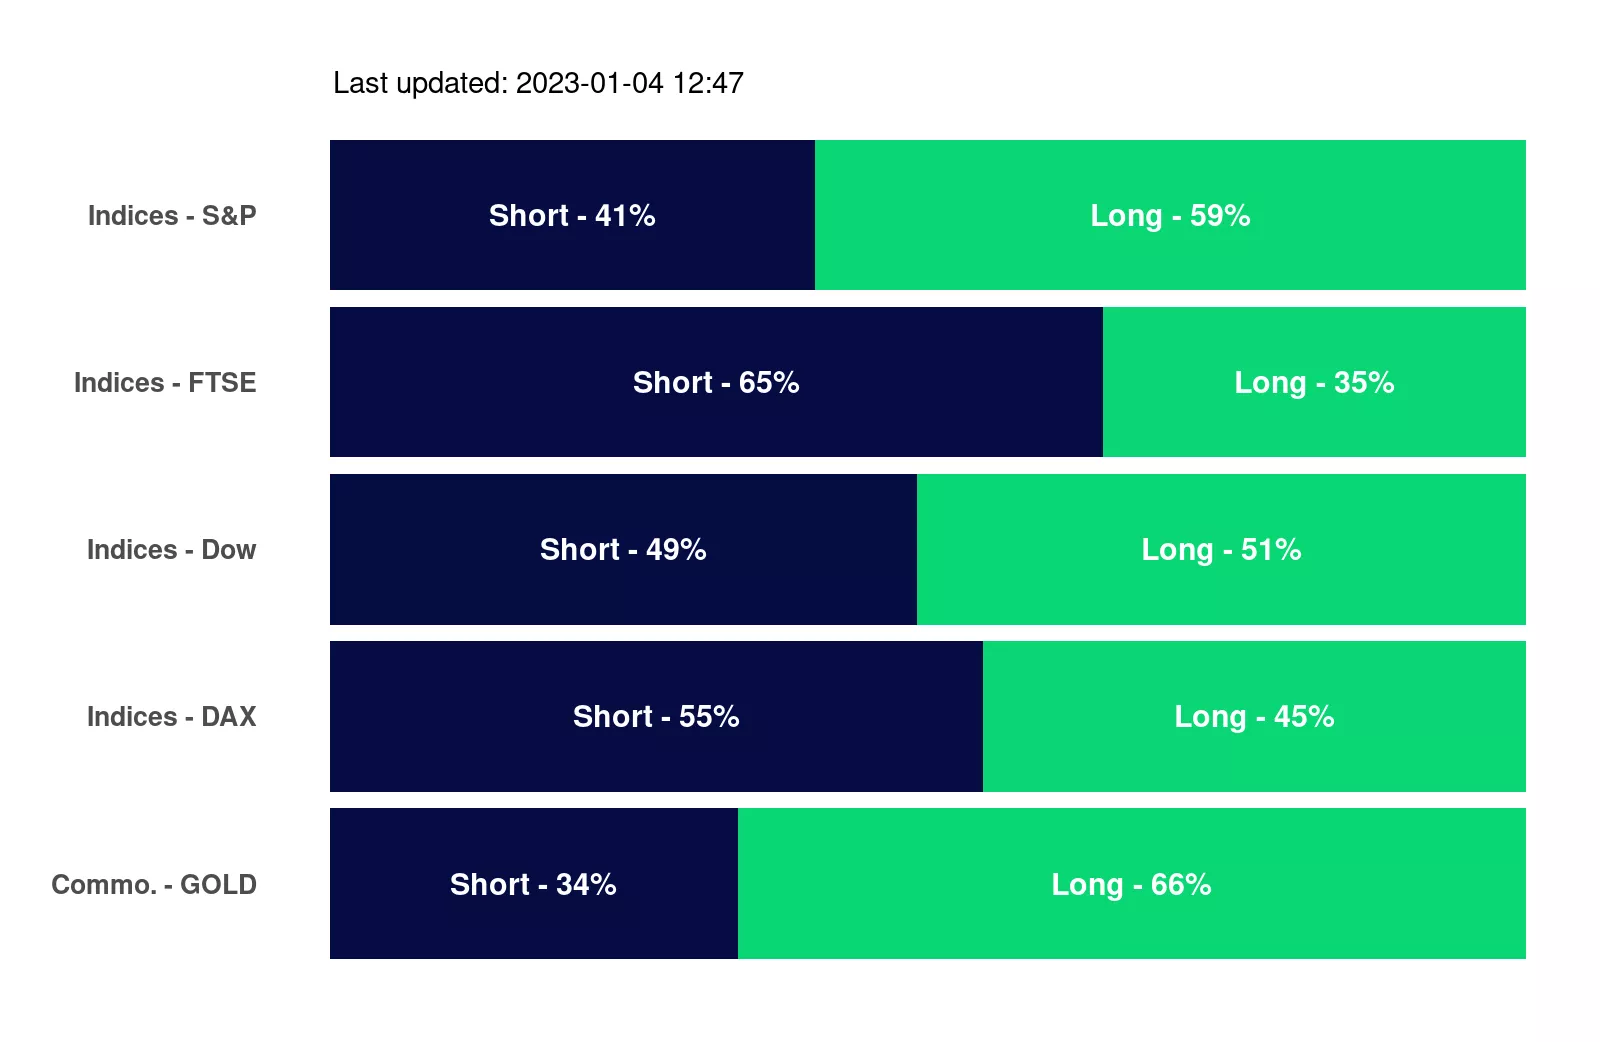 Last updated: 2023-01-04 12:47
Indices - S&P Short - 41% Long - 59%
Indices - FTSE Short - 65% Long - 35%
Indices - Dow Short - 49% Long - 51%
Indices - DAX Short - 55% Long - 45%
Commo. - GOLD Short - 34% Long - 66%